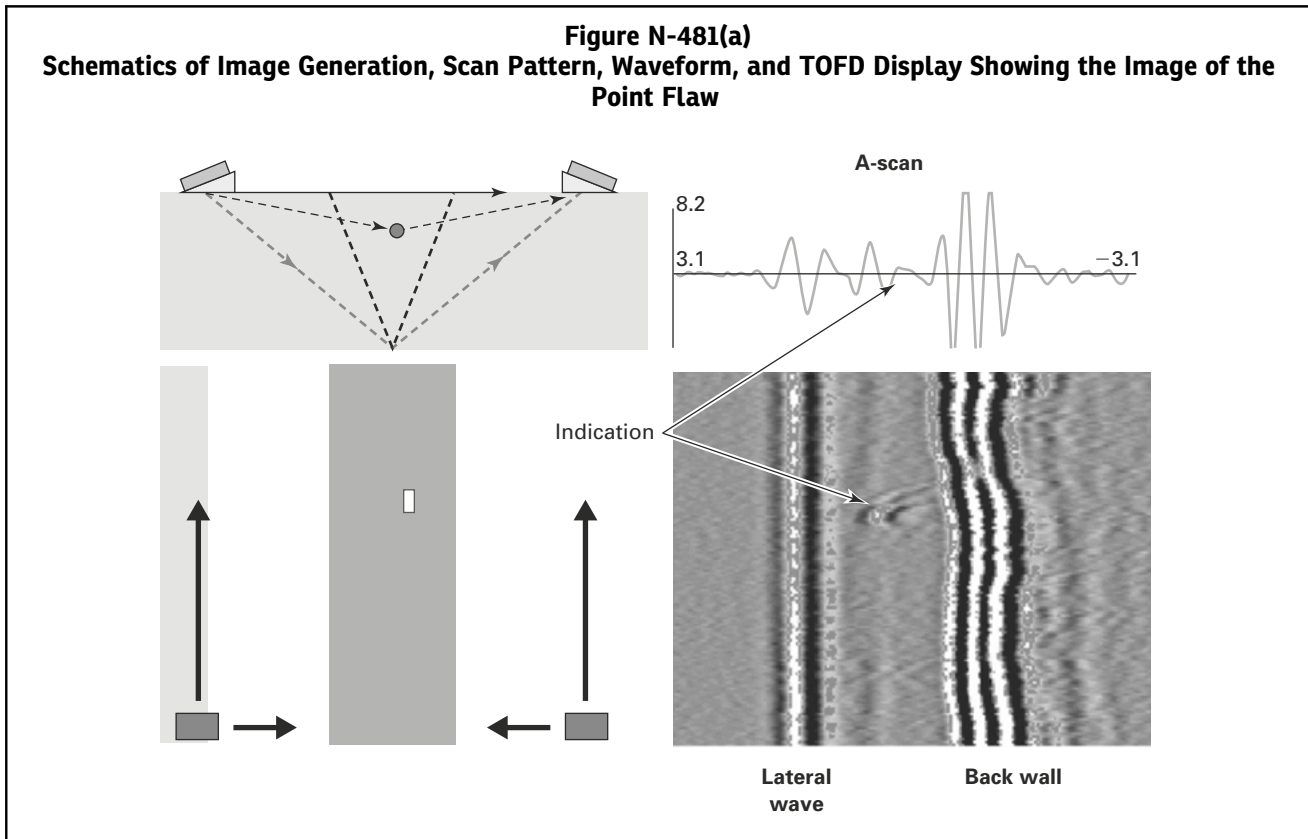 Figure N-481(a)
Schematics of Image Generation, Scan Pattern, Waveform, and TOFD Display Showing the Image of the
Point Flaw
A-scan
8.2
3.1
−3.1
Indication
Lateral
wave
Back wall